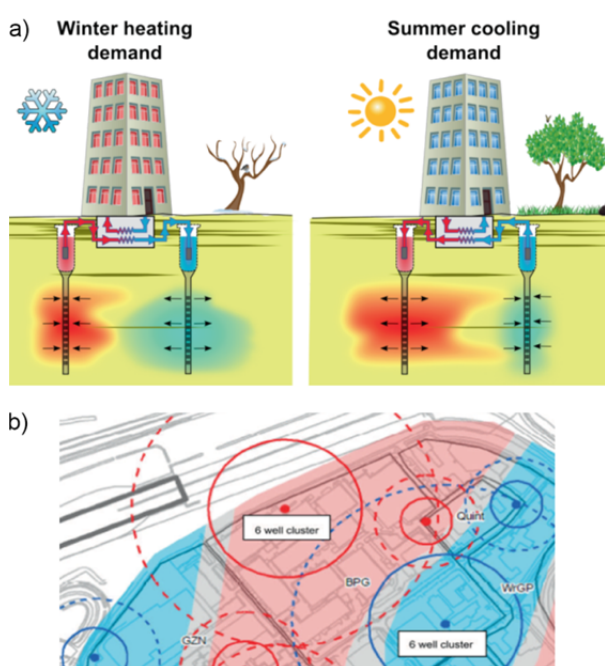 a)
Winter heating
demand
Summer cooling
demand
b)
6 well cluster
Quint
BPG
WrGP
GZN
6 well cluster